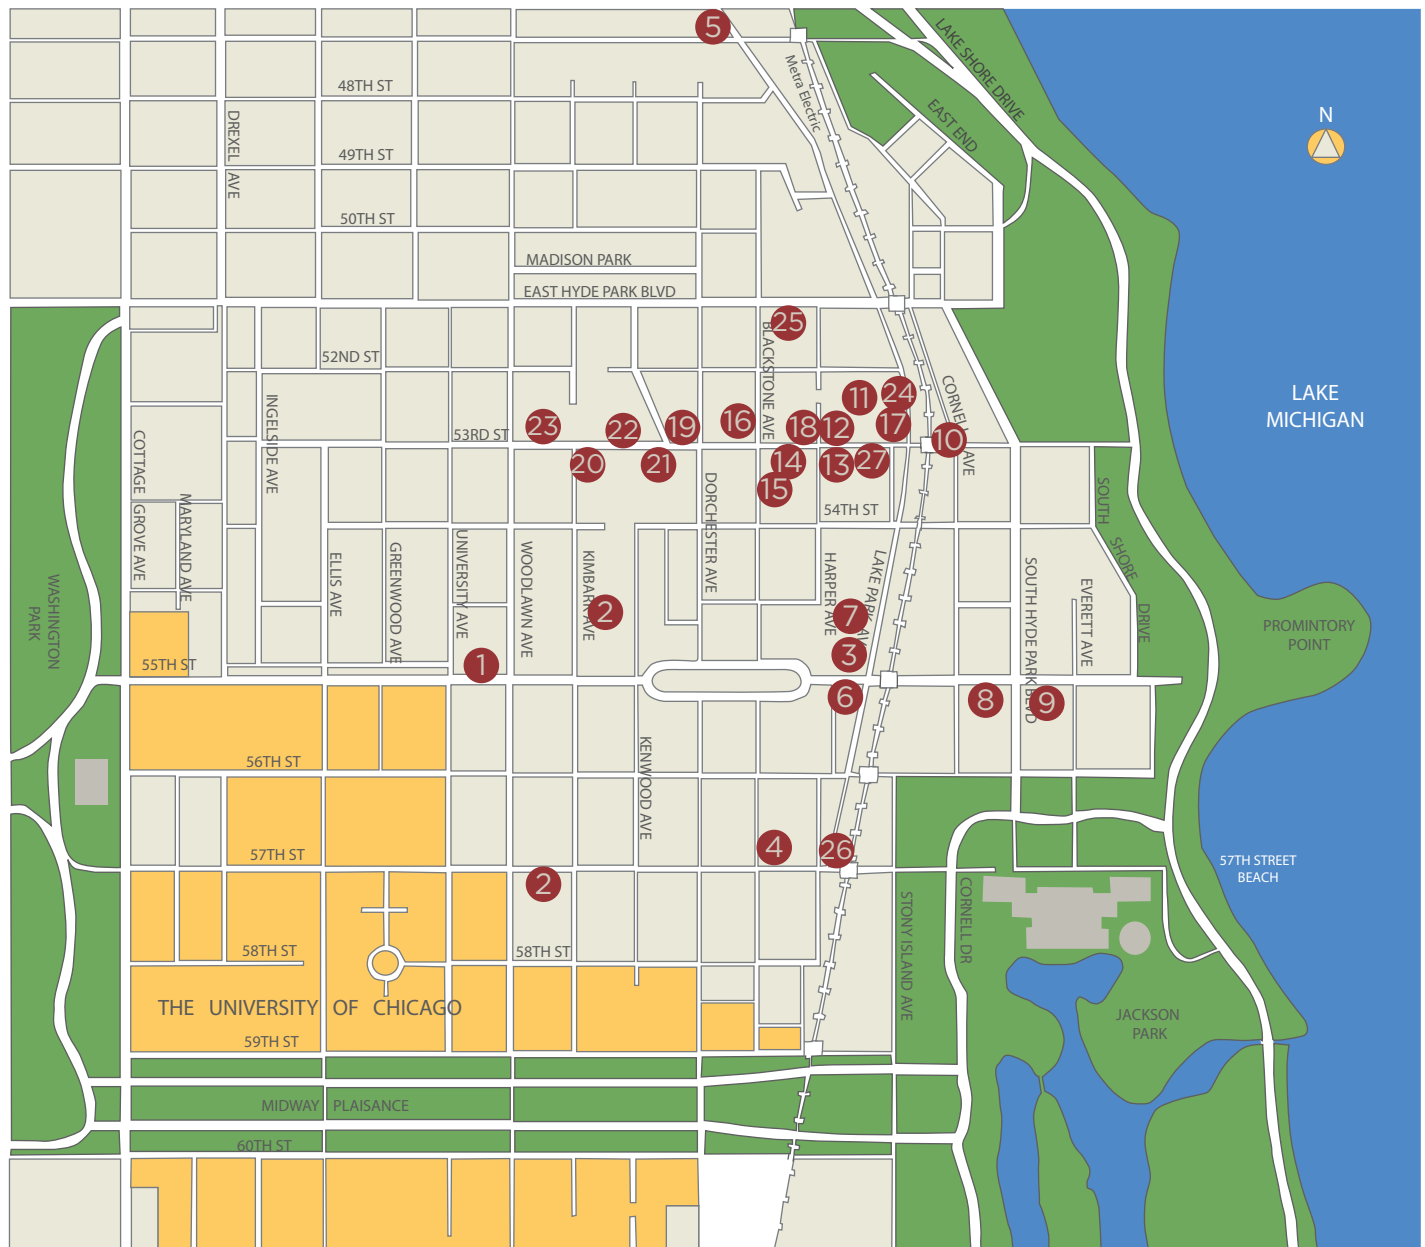 5
LAKE SHORE DRIVE
Metra Electric
48TH ST
EAST END
N
DREXEL AVE
49TH ST
50TH ST
MADISON PARK
EAST HYDE PARK BLVD
25
BLACKSTONE AVE
52ND ST
LAKE
MICHIGAN
CORNELL AVE
11
24
INGELSIDE AVE
16
23
22
19
18
12
17
10
53RD ST
COTTAGE GROVE AVE
20
21
14
13
27
15
DORCHESTER AVE
SOUTH SHORE DRIVE
MARYLAND AVE
54TH ST
ELLIS AVE
GREENWOOD AVE
UNIVERSITY AVE
WOODLAWN AVE
KIMBARK AVE
HARPER AVE
LAKE PARK AVE
SOUTH HYDE PARK BLVD
EVERETT AVE
WASHINGTON
PARK
2
7
PROMINTORY
POINT
3
55TH ST
1
6
8
9
KENWOOD AVE
56TH ST
57TH ST
4
26
57TH STREET
BEACH
2
STONY ISLAND AVE
CORNELL DR
58TH ST
58TH ST
THE UNIVERSITY OF CHICAGO
JACKSON
PARK
59TH ST
MIDWAY PLAISANCE
60TH ST